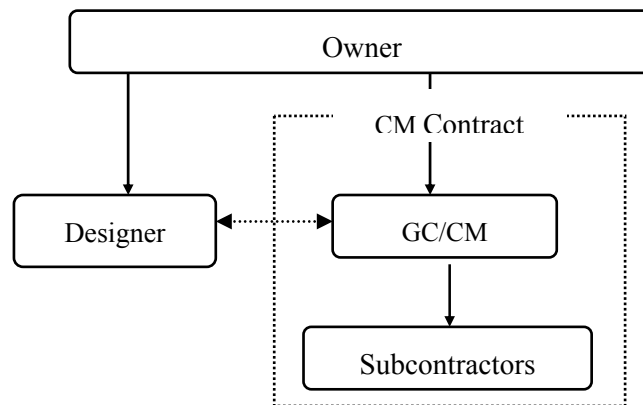 Owner
CM Contract
Designer
GC/CM
Subcontractors